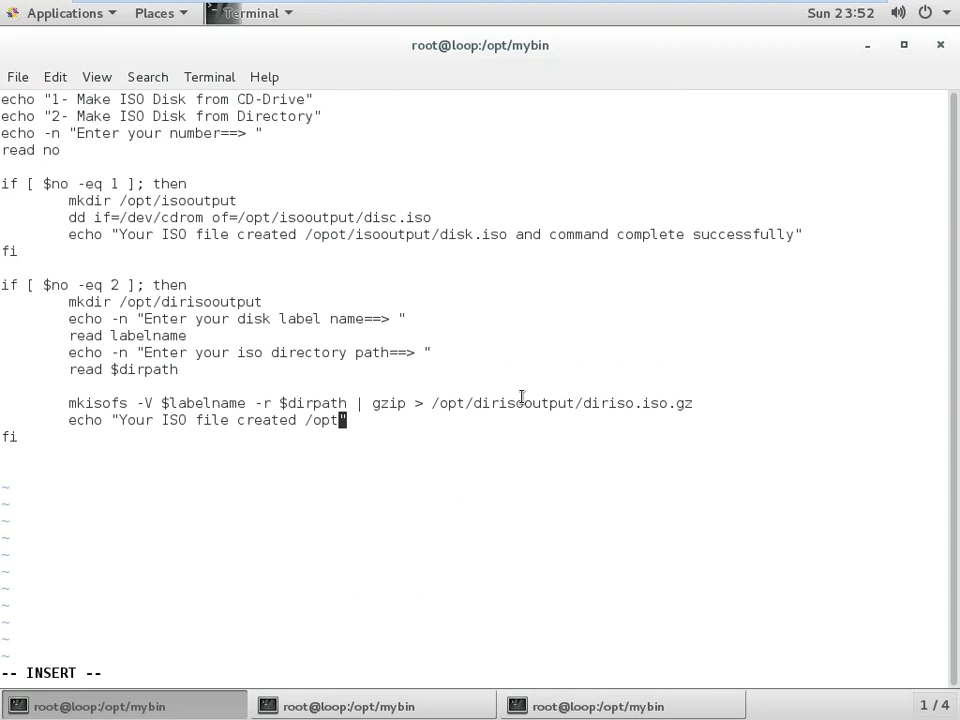 Applications Places Terminal Sun 23:52
root@loop:/opt/mybin
File Edit View Search Terminal Help
echo "1- Make ISO Disk from CD-Drive"
echo "2- Make ISO Disk from Directory"
echo -n "Enter your number==> "
read no
if [ $no -eq 1 ]; then
mkdir /opt/isooutput
dd if=/dev/cdrom of=/opt/isooutput/disc.iso
echo "Your ISO file created /opot/isooutput/disk.iso and command complete successfully"
fi
if [ $no -eq 2 ]; then
mkdir /opt/dirisooutput
echo -n "Enter your disk label name==> "
read labelname
echo -n "Enter your iso directory path==> "
read $dirpath
mkisofs -V $labelname -r $dirpath | gzip > /opt/dirisooutput/diriso.iso.gz
echo "Your ISO file created /opt"
fi
~
~
~
~
~
~
~
~
~
~
~
-- INSERT --
root@loop:/opt/mybin root@loop:/opt/mybin root@loop:/opt/mybin 1 / 4